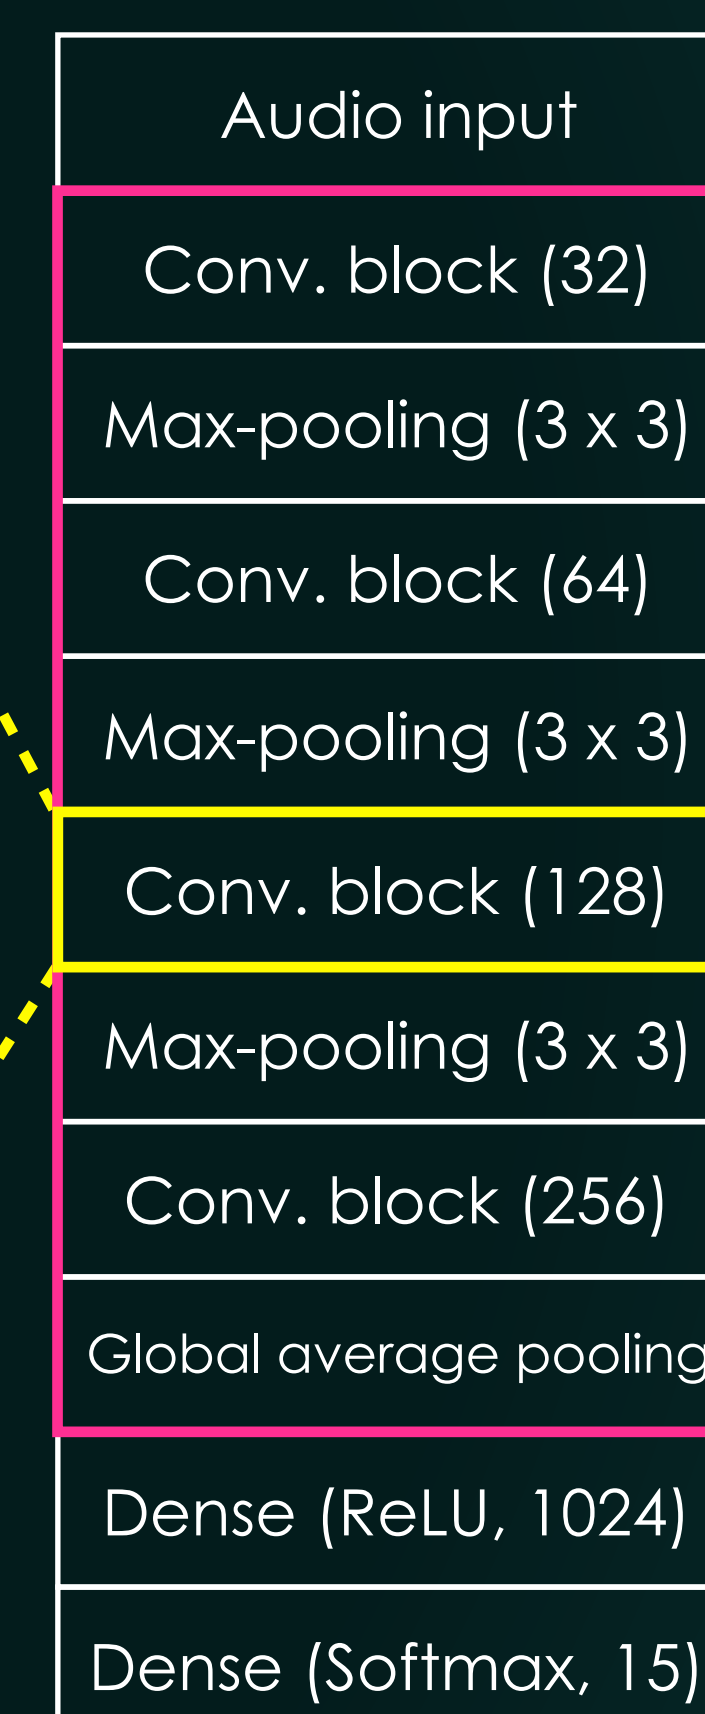 Audio input
Conv. block (32)
Max-pooling (3 x 3)
Conv. block (64)
Max-pooling (3 x 3)
Conv. block (128)
Max-pooling (3 x 3)
Conv. block (256)
Global average pooling
Dense (ReLU, 1024)
Dense (Softmax, 15)